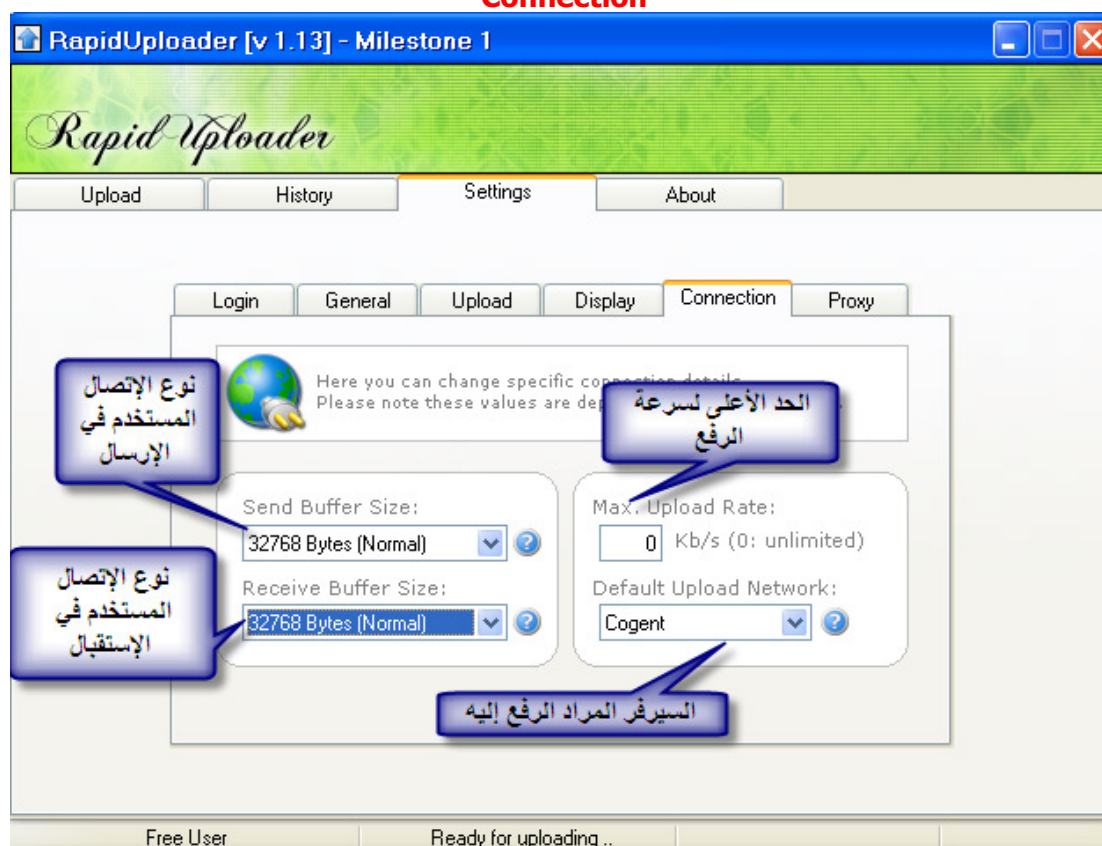 Connection
RapidUploader [v 1.13] - Milestone 1
Rapid Uploader
Upload History Settings About
Login General Upload Display Connection Proxy
Here you can change specific connection details
Please note these values are
نوع الإتصال
المستخدم في
الإرسال
الحد الأعلى لسرعة
الرفع
Send Buffer Size:
32768 Bytes (Normal)
Max. Upload Rate:
0 Kb/s (0: unlimited)
نوع الإتصال
المستخدم في
الإستقبال
Receive Buffer Size:
32768 Bytes (Normal)
Default Upload Network:
Cogent
السيرفر المراد الرفع إليه
Free User Ready for uploading ..